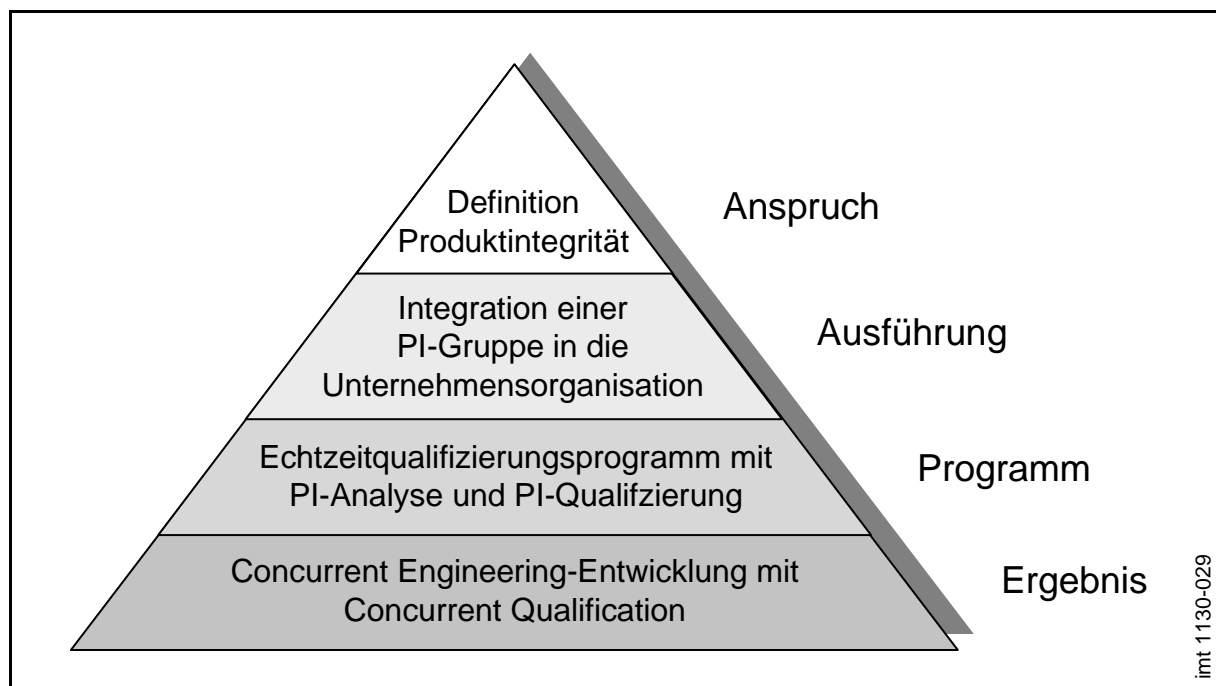 Definition
Produktintegrität
Anspruch
Integration einer
PI-Gruppe in die
Unternehmensorganisation
Ausführung
Echtzeitqualifizierungsprogramm mit
PI-Analyse und PI-Qualifzierung
Programm
Concurrent Engineering-Entwicklung mit
Concurrent Qualification
Ergebnis
imt 1130-029